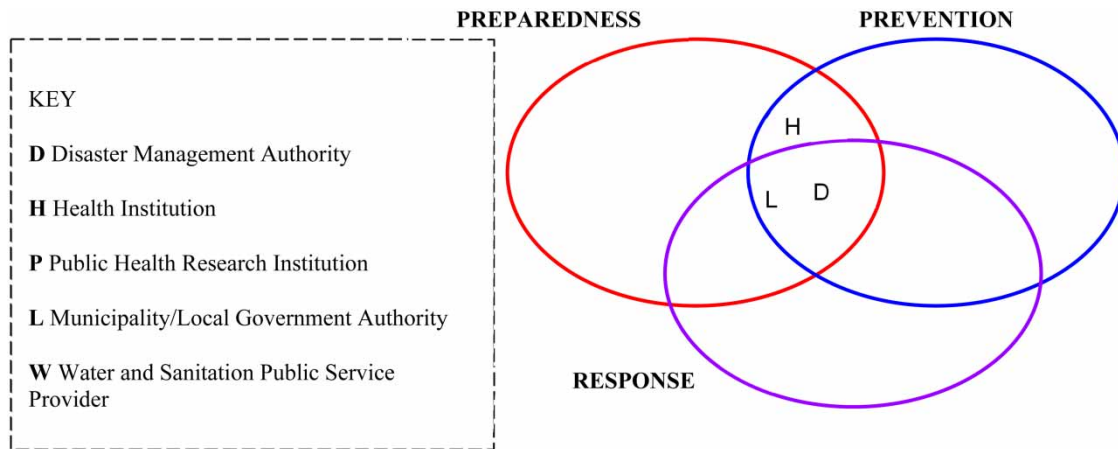 PREPAREDNESS
PREVENTION
KEY
D Disaster Management Authority
H Health Institution
P Public Health Research Institution
L Municipality/Local Government Authority
W Water and Sanitation Public Service
Provider
H
L
D
RESPONSE